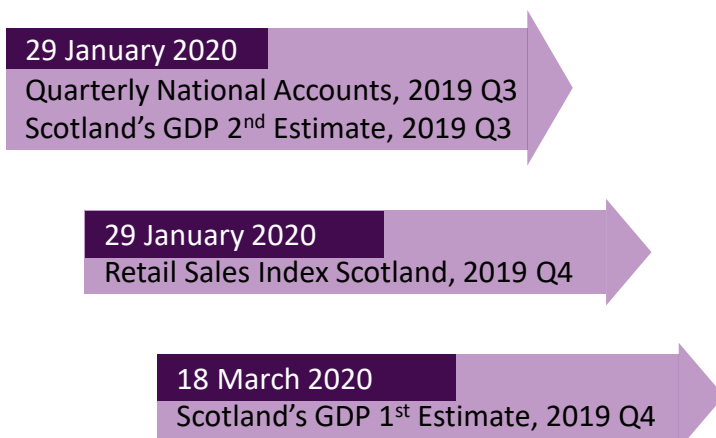 29 January 2020
Quarterly National Accounts, 2019 Q3
Scotland’s GDP 2nd Estimate, 2019 Q3
29 January 2020
Retail Sales Index Scotland, 2019 Q4
18 March 2020
Scotland’s GDP 1st Estimate, 2019 Q4